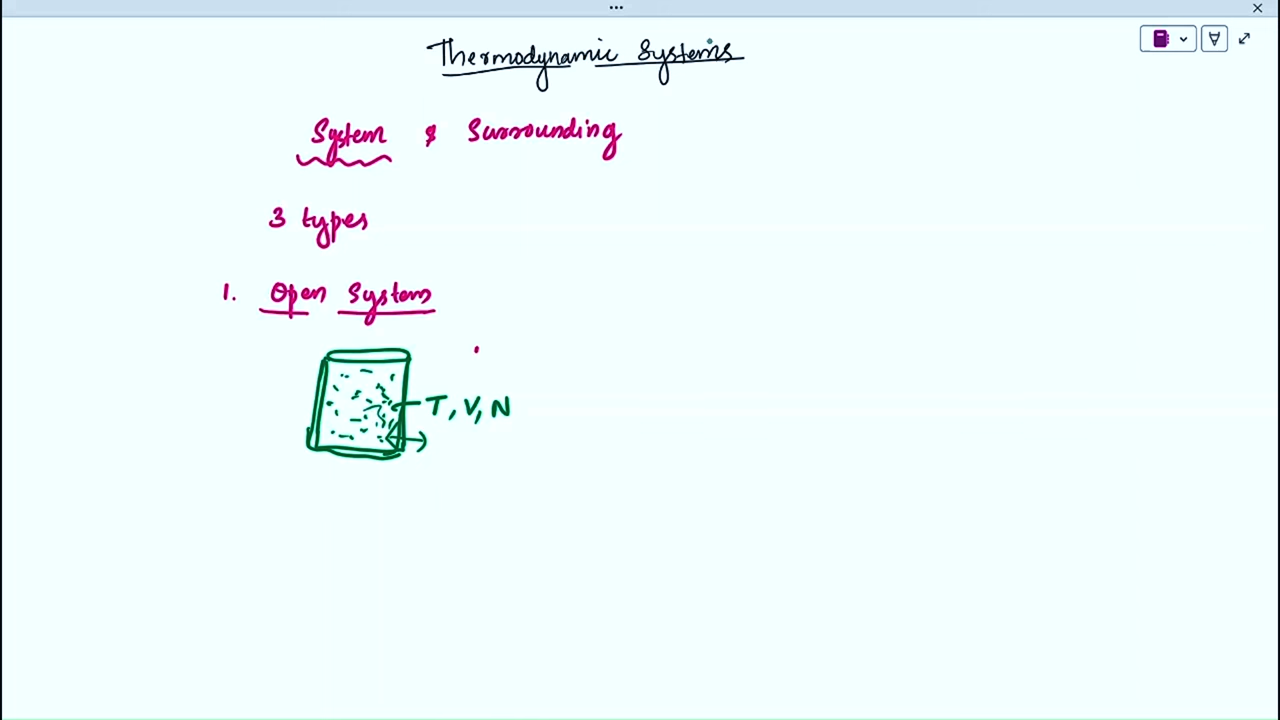 Thermodynamic Systems
System & Surrounding
3 types
1. Open System
T, V, N